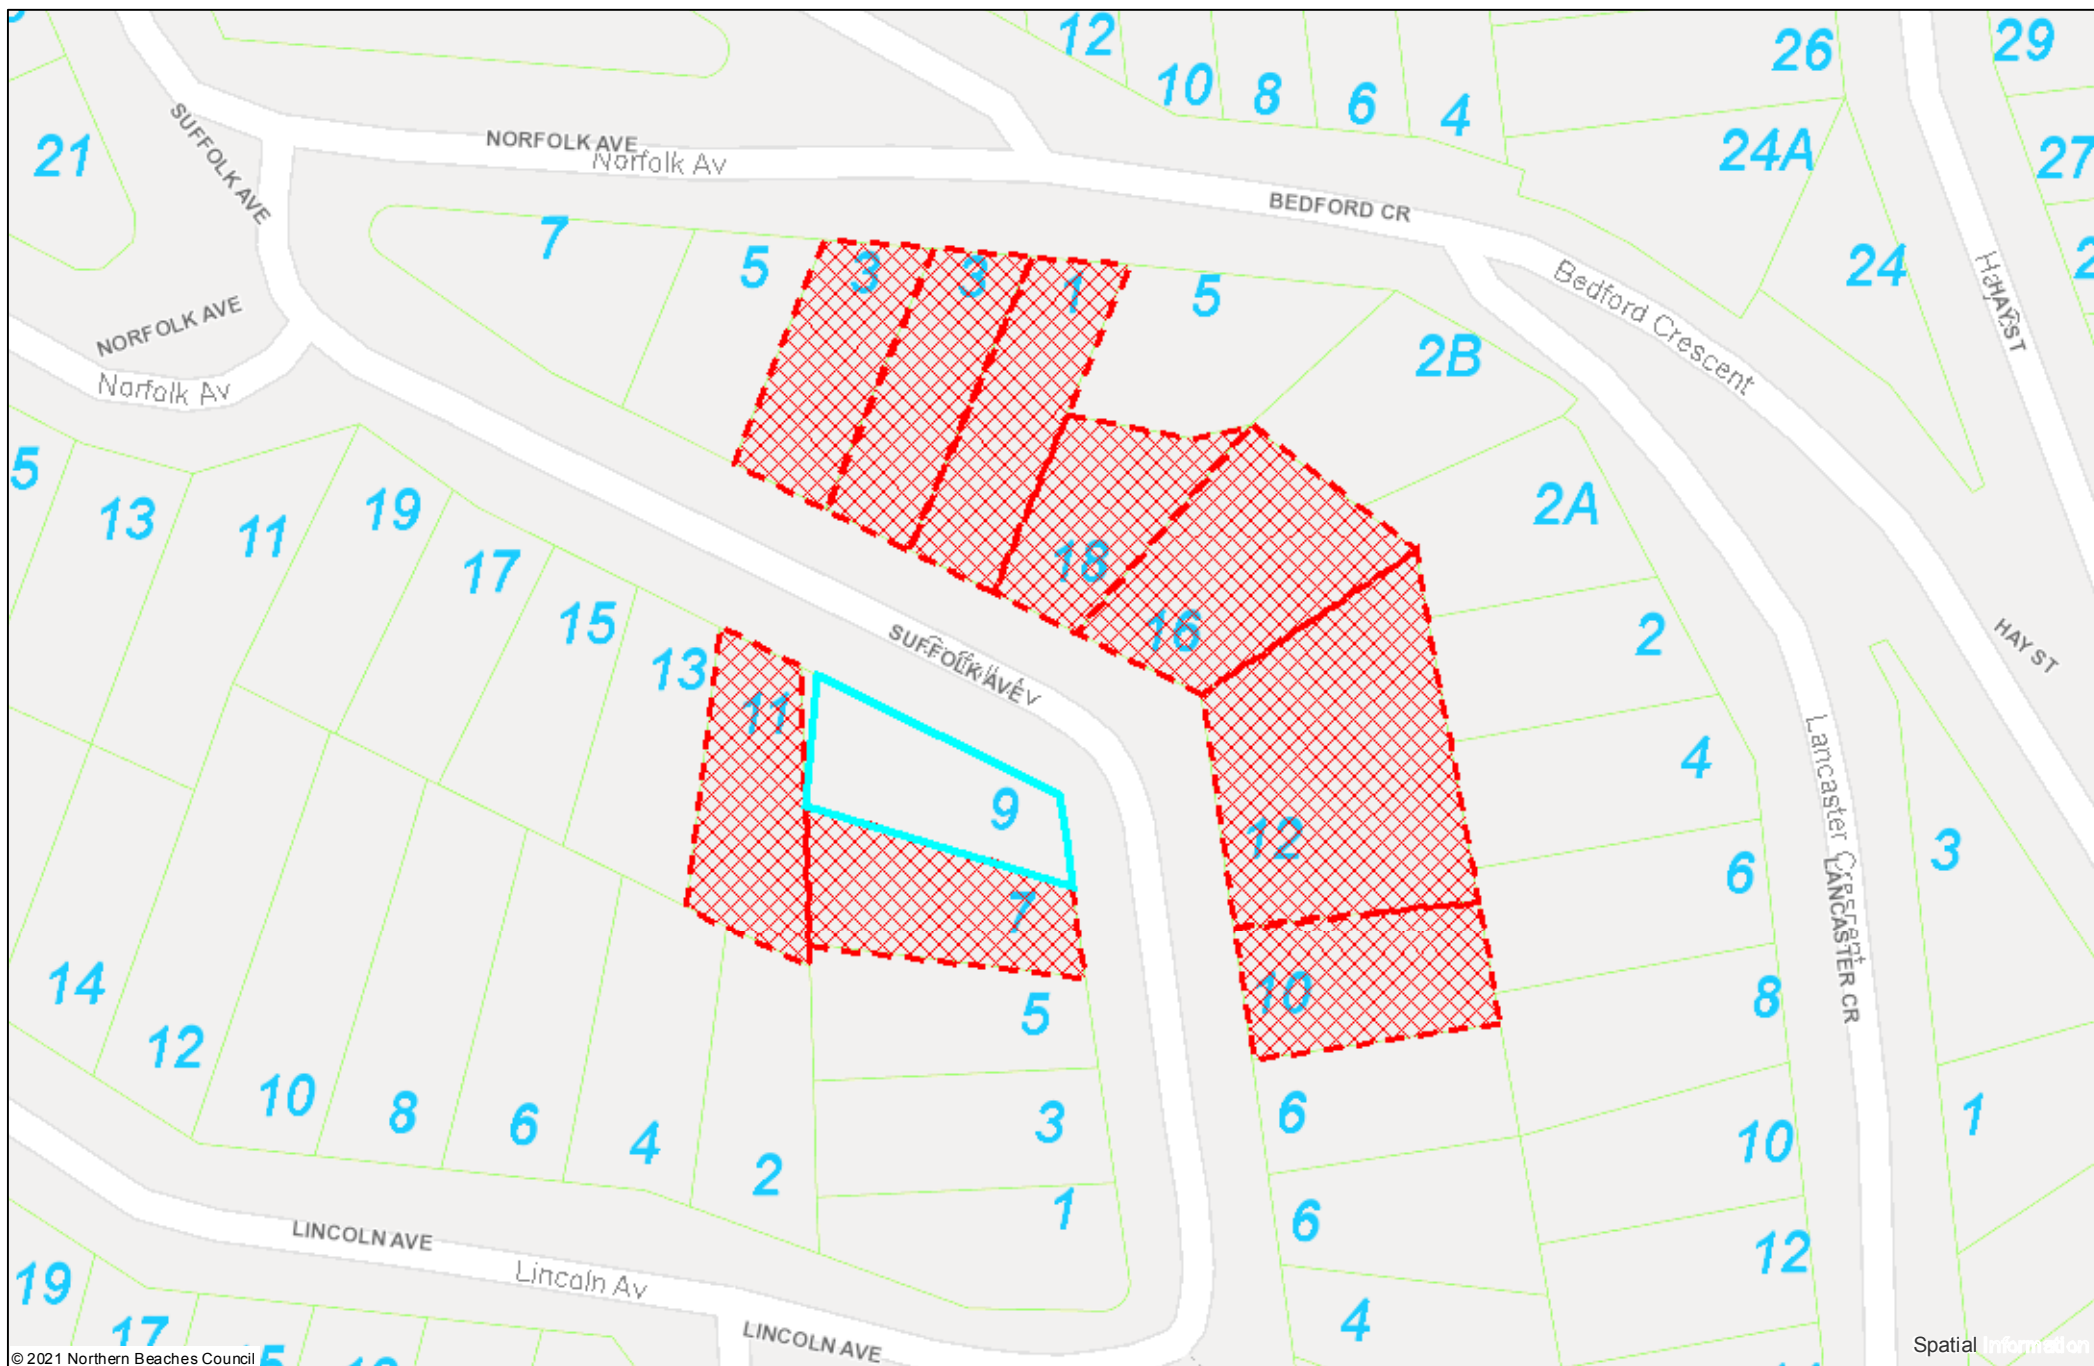 12
10
8
6
4
26
29
24A
27
24
21
SUFFOLK AVE
NORFOLK AVE
Norfolk Av
BEDFORD CR
Bedford Crescent
HAY ST
7
5
3
3
1
5
2B
2A
NORFOLK AVE
Norfolk Av
5
13
11
19
17
15
13
11
18
16
SUFFOLK AVE
9
7
12
10
2
4
6
8
HAY ST
Lancaster Crescent
LANCASTER CR
3
1
14
12
10
8
6
4
2
5
3
1
6
6
4
10
12
LINCOLN AVE
Lincoln Av
LINCOLN AVE
19
17
© 2021 Northern Beaches Council
Spatial Information